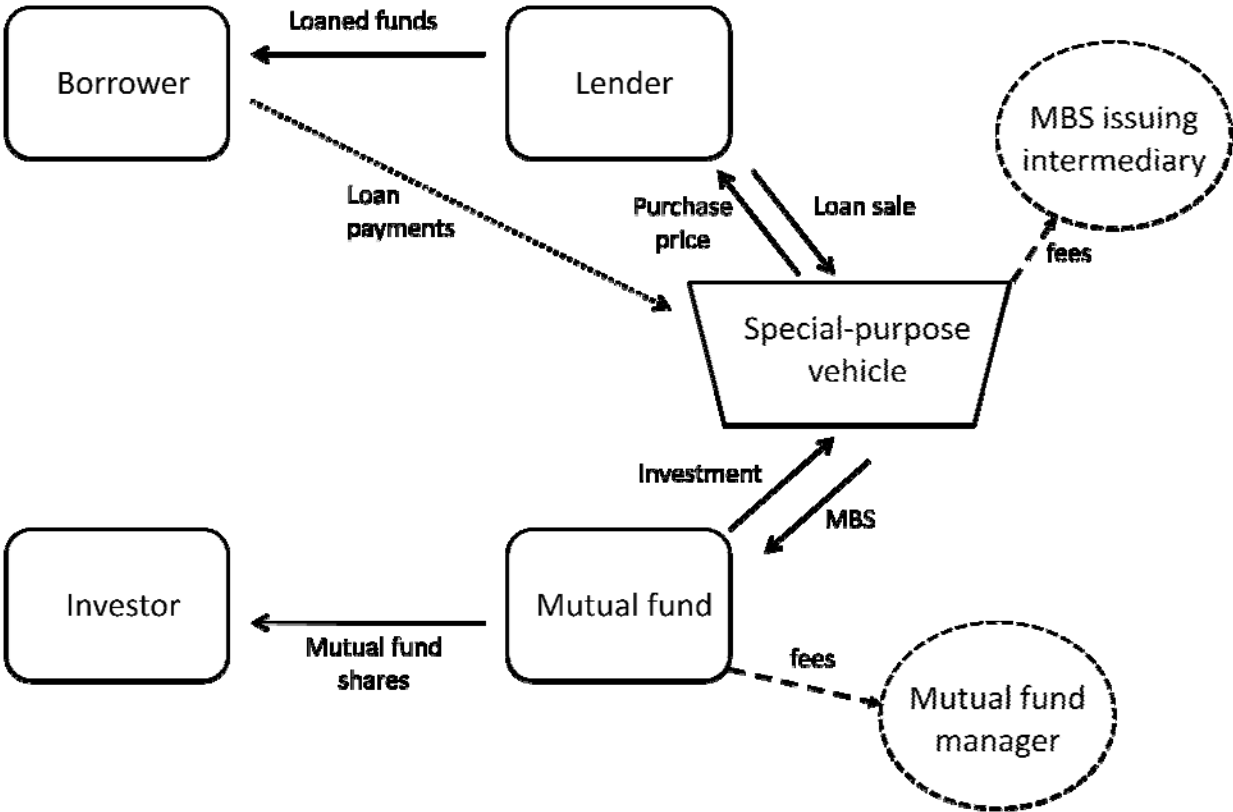 Loaned funds
Borrower
Lender
MBS issuing
intermediary
Loan
payments
Purchase
price
Loan sale
fees
Special-purpose
vehicle
Investment
MBS
Investor
Mutual fund
Mutual fund
shares
fees
Mutual fund
manager